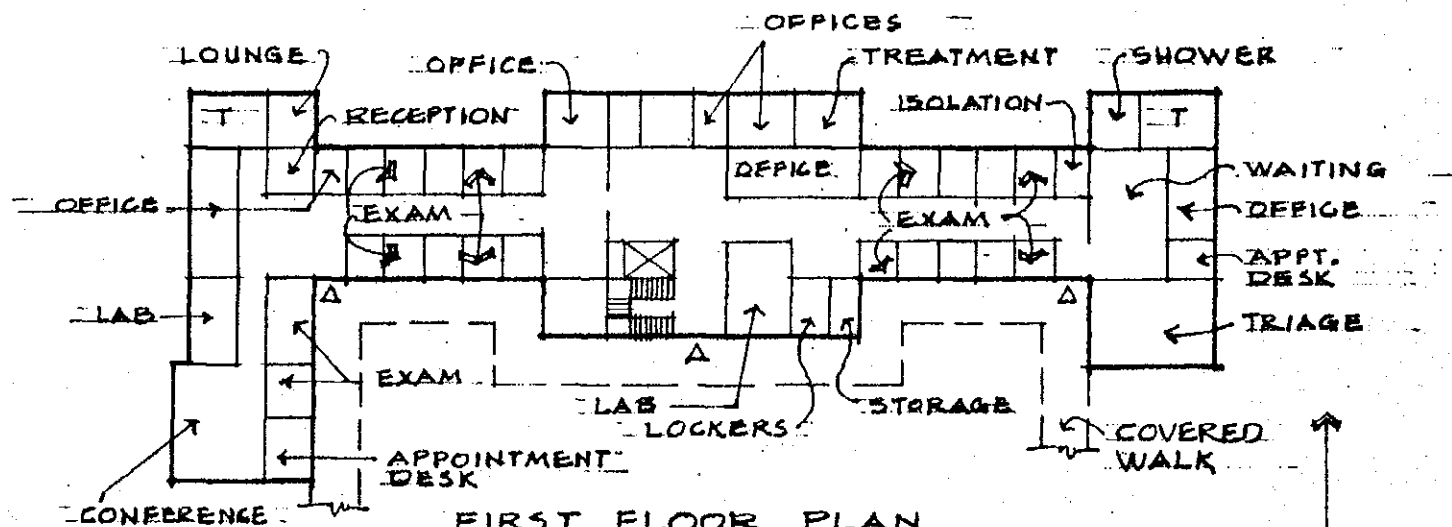 OFFICES
LOUNGE
OFFICE
TREATMENT
SHOWER
ISOLATION
T
RECEPTION
T
OFFICE
WAITING
OFFICE
EXAM
EXAM
OFFICE
APPT.
DESK
LAB
TRIAGE
EXAM
LAB
STORAGE
LOCKERS
COVERED
WALK
APPOINTMENT
DESK
CONFERENCE
FIRST FLOOR PLAN